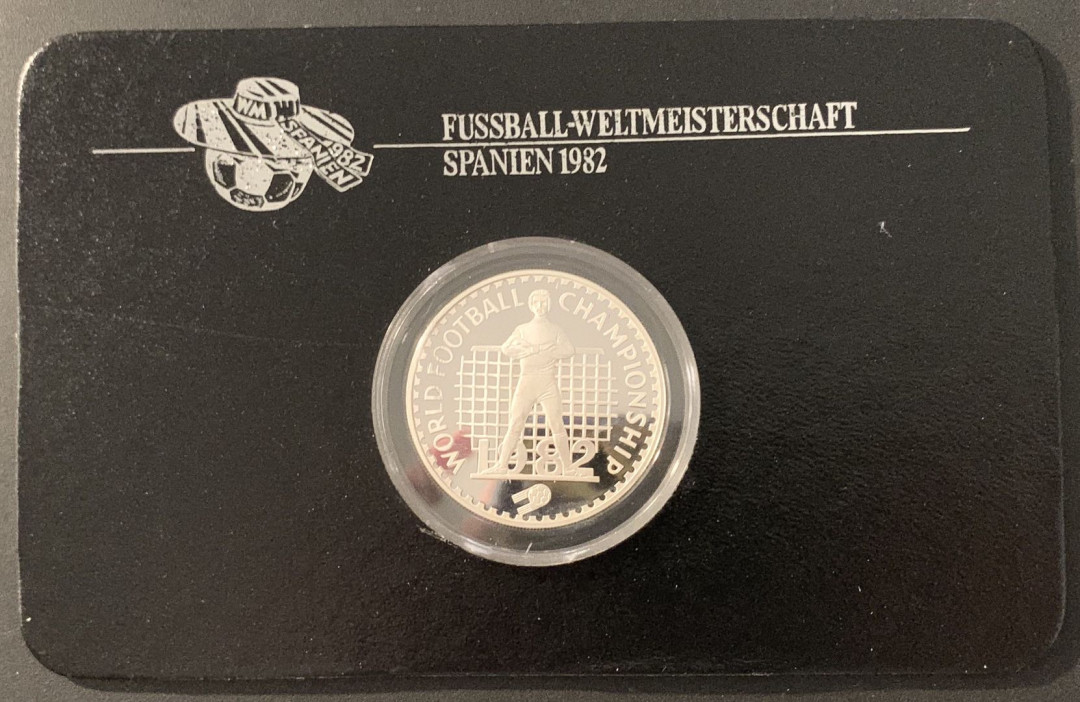 WM
SPANIEN
1982
FUSSBALL-WELTMEISTERSCHAFT
SPANIEN 1982
WORLD FOOTBALL CHAMPIONSHIP
1982